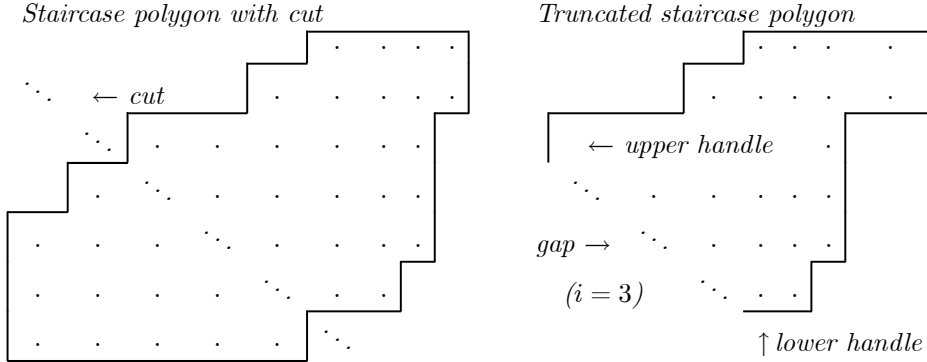 Staircase polygon with cut
Truncated staircase polygon
← cut
← upper handle
gap →
(i = 3)
↑ lower handle